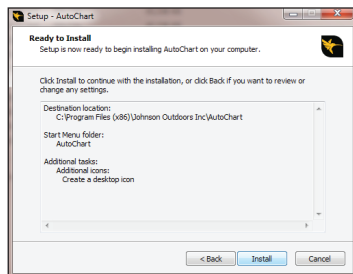 Setup - AutoChart
Ready to Install
Setup is now ready to begin installing AutoChart on your computer.
Click Install to continue with the installation, or click Back if you want to review or
change any settings.
Destination location:
C:\Program Files (x86)\Johnson Outdoors Inc\AutoChart
Start Menu folder:
AutoChart
Additional tasks:
Additional icons:
Create a desktop icon
< Back Install Cancel